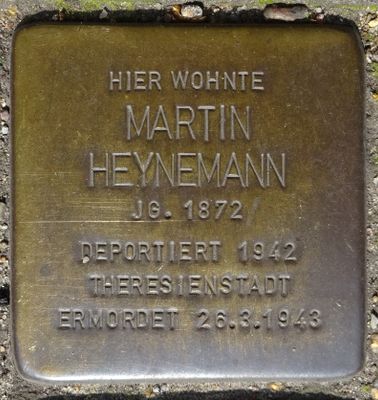 HIER WOHNTE
MARTIN
HEYNEMANN
JG. 1872
DEPORTIERT 1942
THERESIENSTADT
ERMORDET 26.3.1943